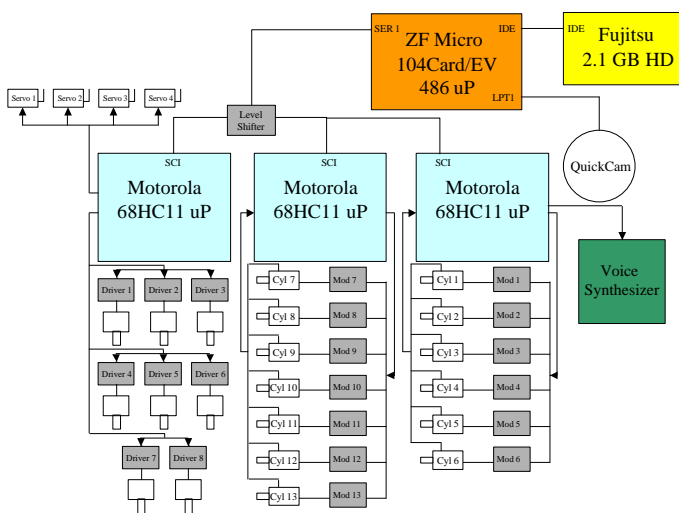 SER 1
IDE
ZF Micro
104Card/EV
486 uP
LPT1
IDE
Fujitsu
2.1 GB HD
Servo 1
Servo 2
Servo 3
Servo 4
Level
Shifter
QuickCam
SCI
Motorola
68HC11 uP
SCI
Motorola
68HC11 uP
SCI
Motorola
68HC11 uP
Voice
Synthesizer
Driver 1
Driver 2
Driver 3
Driver 4
Driver 5
Driver 6
Driver 7
Driver 8
Cyl 7
Mod 7
Cyl 8
Mod 8
Cyl 9
Mod 9
Cyl 10
Mod 10
Cyl 11
Mod 11
Cyl 12
Mod 12
Cyl 13
Mod 13
Cyl 1
Mod 1
Cyl 2
Mod 2
Cyl 3
Mod 3
Cyl 4
Mod 4
Cyl 5
Mod 5
Cyl 6
Mod 6